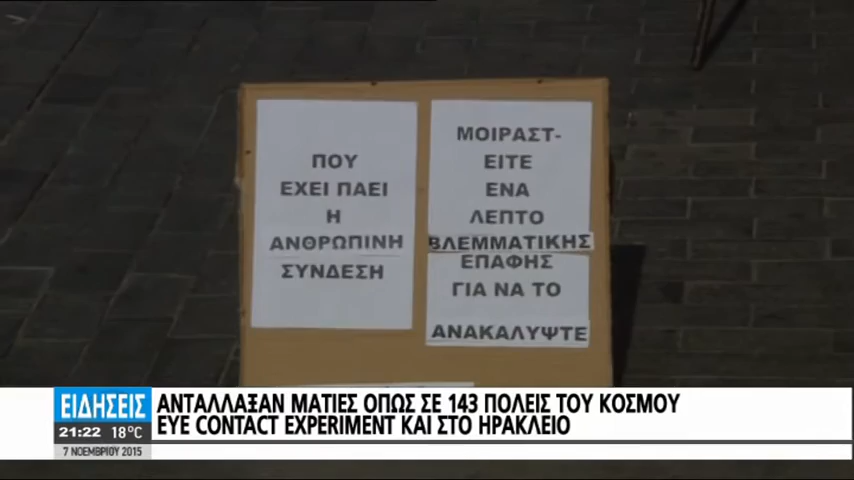 ΠΟΥ
ΕΧΕΙ ΠΑΕΙ
Η
ΑΝΘΡΩΠΙΝΗ
ΣΥΝΔΕΣΗ
ΜΟΙΡΑΣΤ-
ΕΙΤΕ
ΕΝΑ
ΛΕΠΤΟ
ΒΛΕΜΜΑΤΙΚΗΣ
ΕΠΑΦΗΣ
ΓΙΑ ΝΑ ΤΟ
ΑΝΑΚΑΛΥΨΤΕ
ΕΙΔΗΣΕΙΣ
21:22 18°C
7 ΝΟΕΜΒΡΙΟΥ 2015
ΑΝΤΑΛΛΑΞΑΝ ΜΑΤΙΕΣ ΟΠΩΣ ΣΕ 143 ΠΟΛΕΙΣ ΤΟΥ ΚΟΣΜΟΥ
EYE CONTACT EXPERIMENT ΚΑΙ ΣΤΟ ΗΡΑΚΛΕΙΟ